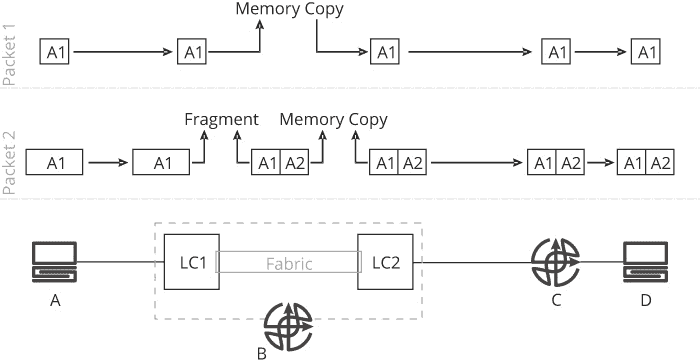 Packet 1
Memory Copy
A1 A1 A1 A1 A1
Packet 2
Fragment Memory Copy
A1 A1 A1 A2 A1 A2 A1 A2 A1 A2
LC1 Fabric LC2
A C D
B